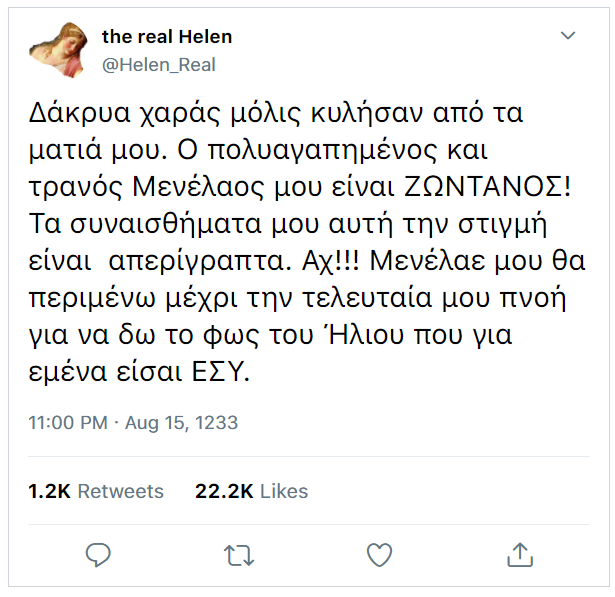 the real Helen
@Helen_Real
Δάκρυα χαράς μόλις κυλήσαν από τα
ματιά μου. Ο πολυαγαπημένος και
τρανός Μενέλαος μου είναι ΖΩΝΤΑΝΟΣ!
Τα συναισθήματα μου αυτή την στιγμή
είναι  απερίγραπτα. Αχ!!! Μενέλαε μου θα
περιμένω μέχρι την τελευταία μου πνοή
για να δω το φως του Ήλιου που για
εμένα είσαι ΕΣΥ.
11:00 PM · Aug 15, 1233
1.2K Retweets 22.2K Likes